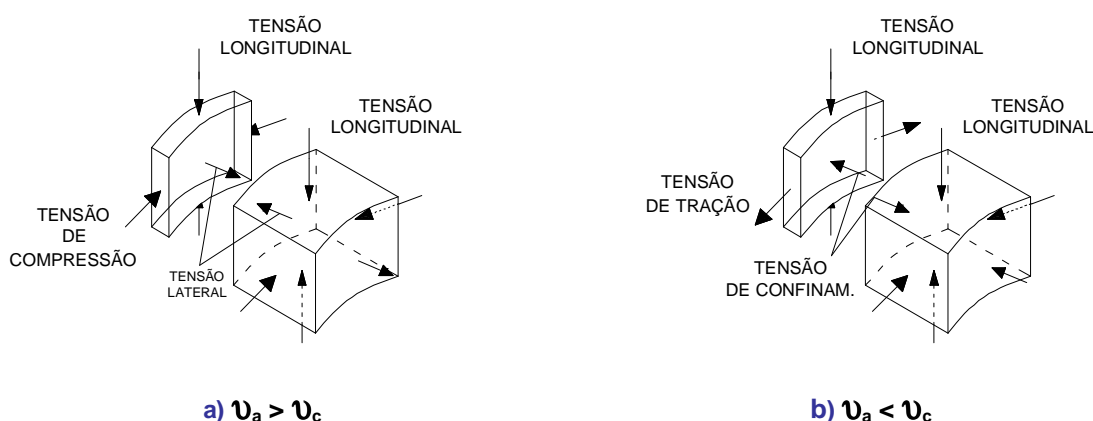 TENSÃO
LONGITUDINAL
TENSÃO
LONGITUDINAL
TENSÃO
DE
COMPRESSÃO
TENSÃO
LATERAL
a) υa > υc
TENSÃO
LONGITUDINAL
TENSÃO
LONGITUDINAL
TENSÃO
DE TRAÇÃO
TENSÃO
DE CONFINAM.
b) υa < υc